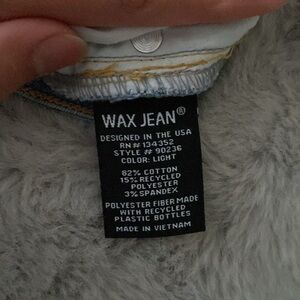 WAX JEAN®
DESIGNED IN THE USA
RN# 134352
STYLE # 90236
COLOR: LIGHT
82% COTTON
15% RECYCLED
POLYESTER
3% SPANDEX
POLYESTER FIBER MADE
WITH RECYCLED
PLASTIC BOTTLES
MADE IN VIETNAM